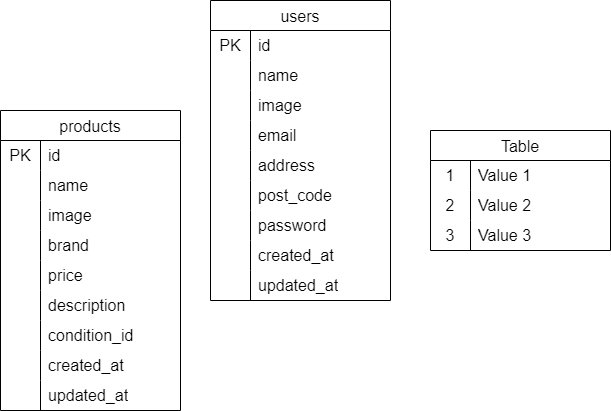 products
PK id
name
image
brand
price
description
condition_id
created_at
updated_at
users
PK id
name
image
email
address
post_code
password
created_at
updated_at
Table
1 Value 1
2 Value 2
3 Value 3